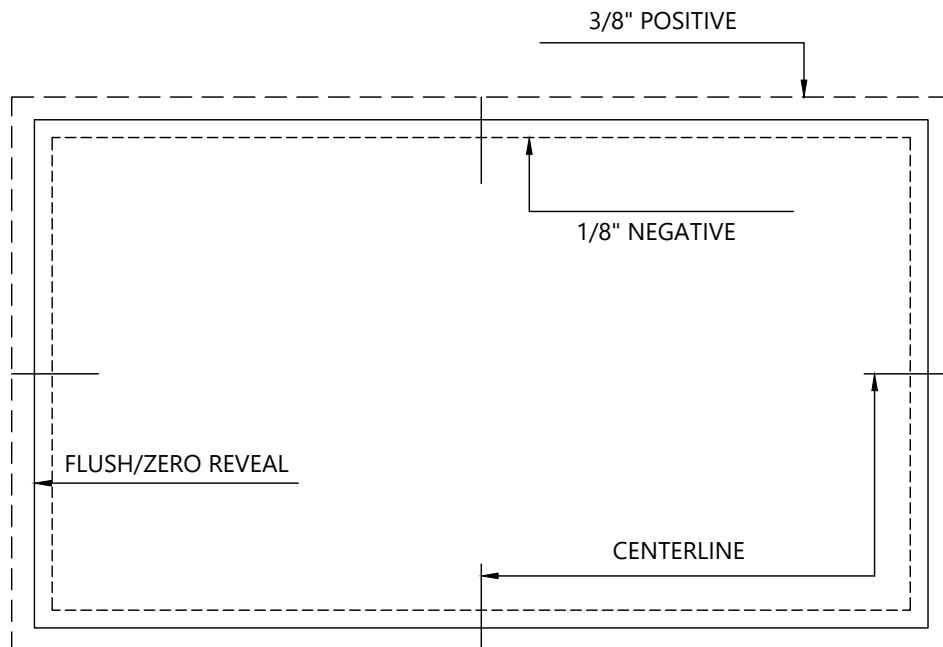 3/8" POSITIVE
1/8" NEGATIVE
FLUSH/ZERO REVEAL
CENTERLINE